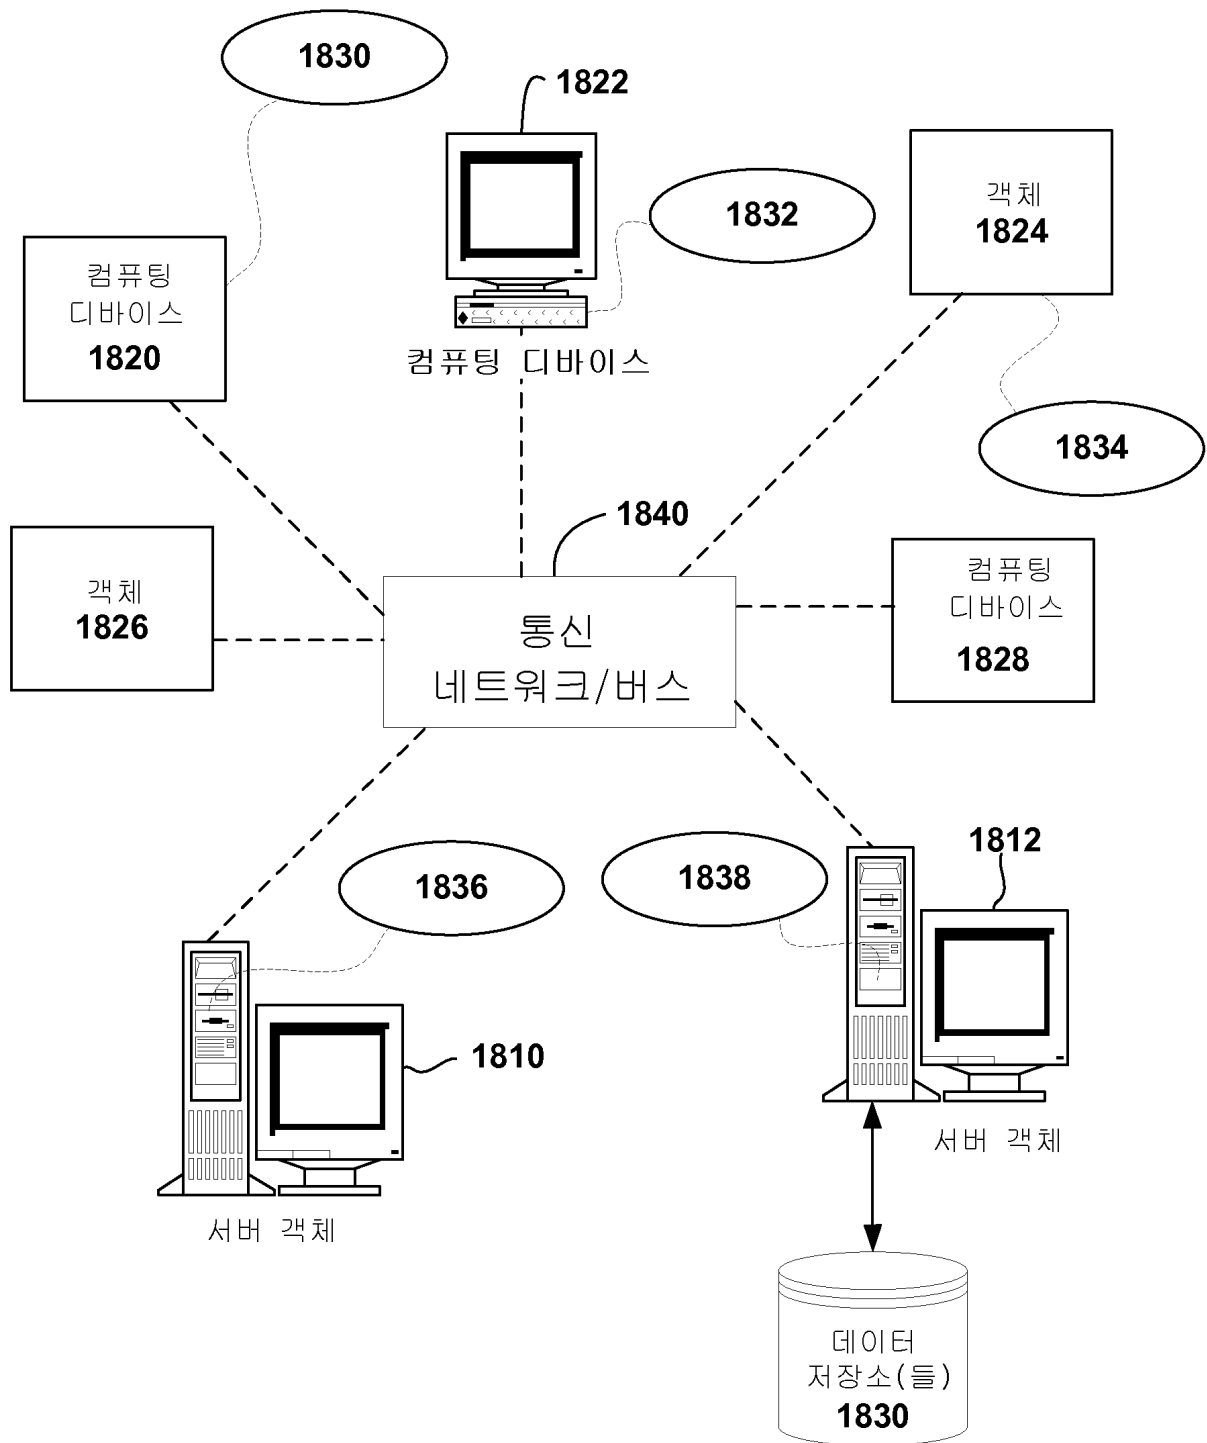 1830
1822
1832
객체
1824
컴퓨팅
디바이스
1820
컴퓨팅 디바이스
1834
1840
객체
1826
컴퓨팅
디바이스
1828
통신
네트워크/버스
1836
1838
1812
1810
서버 객체
서버 객체
데이터
저장소(들)
1830